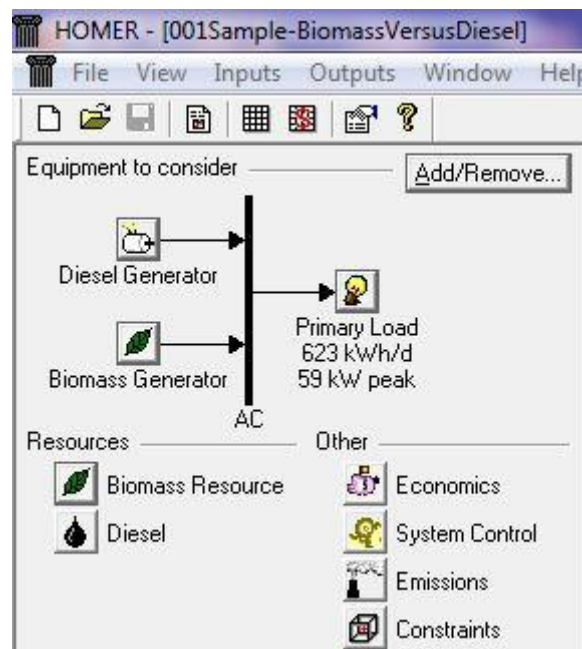 HOMER - [001Sample-BiomassVersusDiesel]
File View Inputs Outputs Window Help
Equipment to consider
Add/Remove...
Diesel Generator
Biomass Generator
Primary Load
623 kWh/d
59 kW peak
AC
Resources
Biomass Resource
Diesel
Other
Economics
System Control
Emissions
Constraints